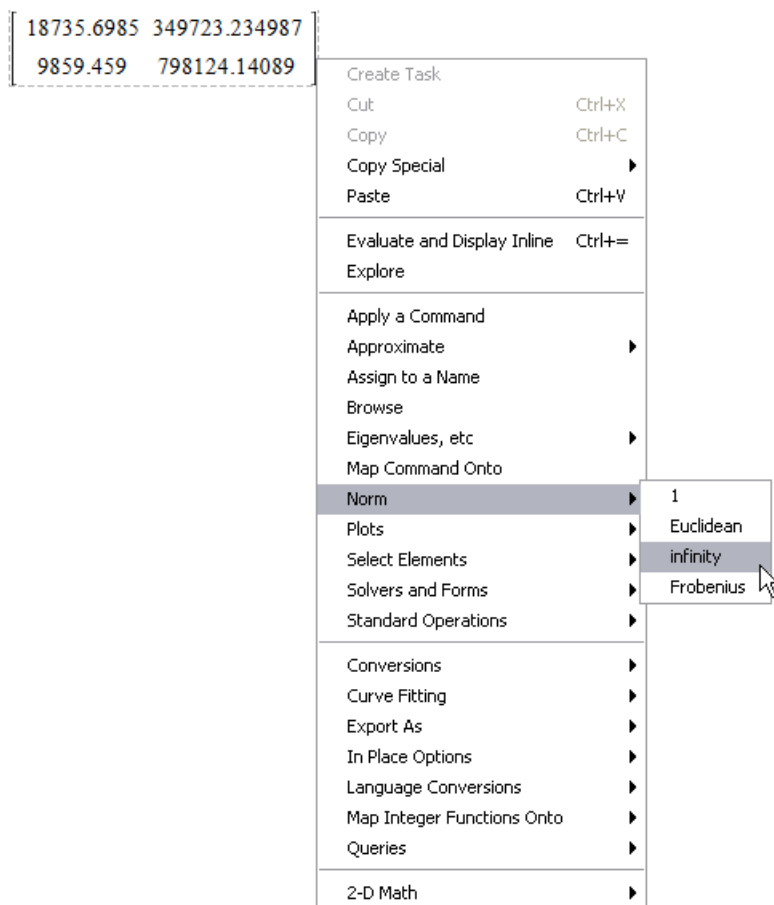 18735.6985 349723.234987
9859.459 798124.14089
Create Task
Cut Ctrl+X
Copy Ctrl+C
Copy Special
Paste Ctrl+V
Evaluate and Display Inline Ctrl+=
Explore
Apply a Command
Approximate
Assign to a Name
Browse
Eigenvalues, etc
Map Command Onto
Norm
1
Plots
Euclidean
Select Elements
infinity
Solvers and Forms
Frobenius
Standard Operations
Conversions
Curve Fitting
Export As
In Place Options
Language Conversions
Map Integer Functions Onto
Queries
2-D Math